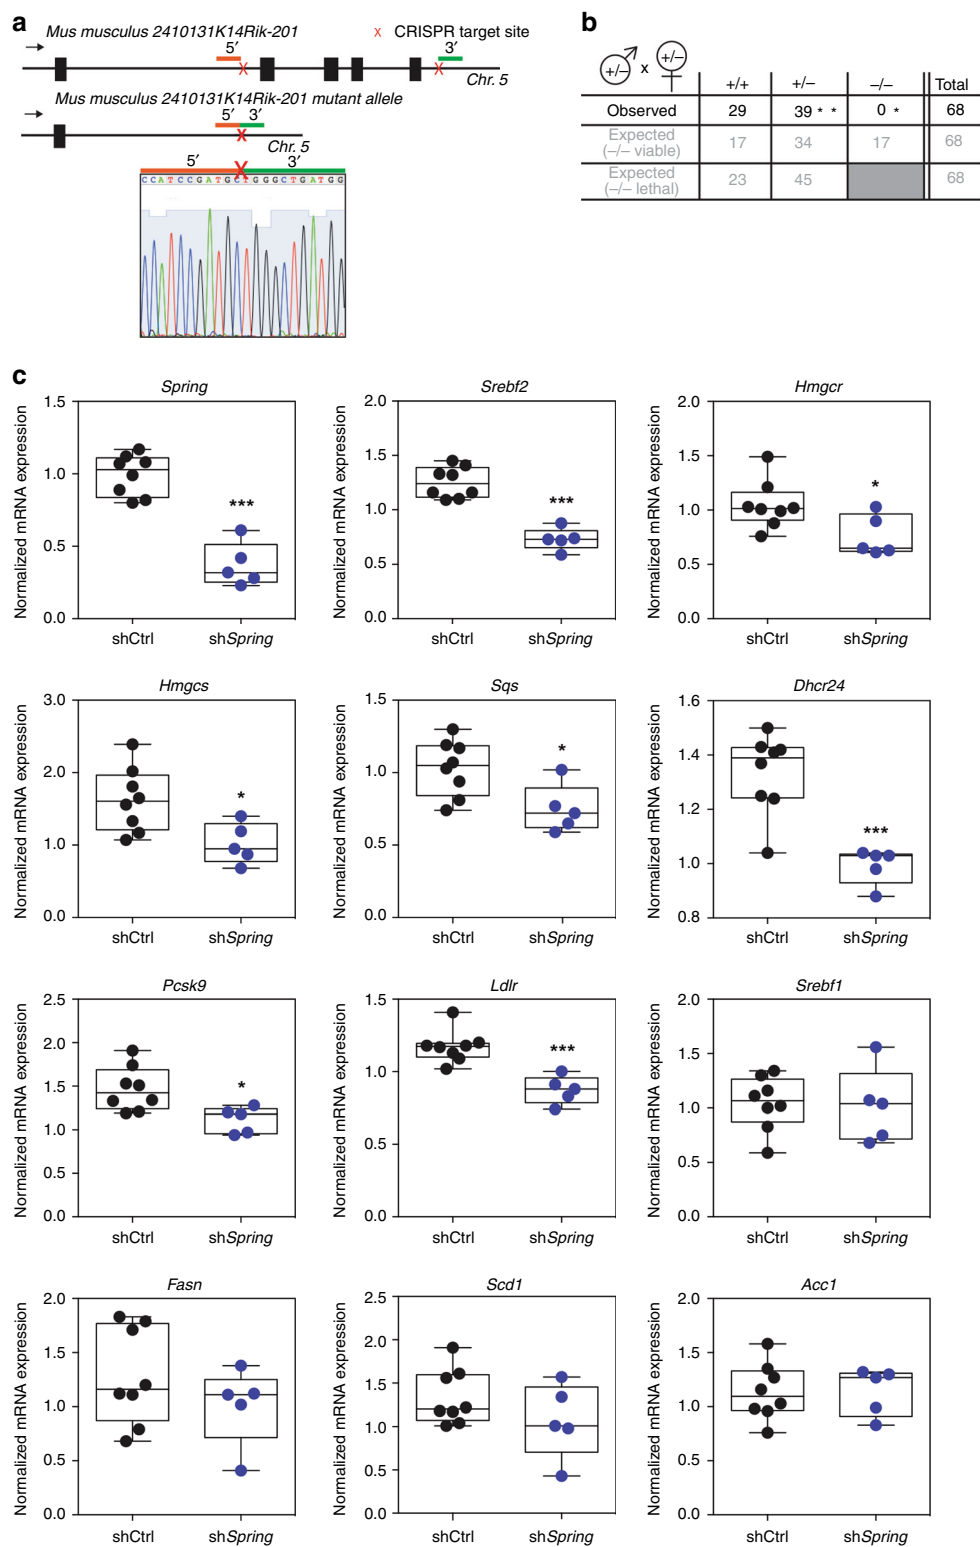 a
Mus musculus 2410131K14Rik-201
X CRISPR target site
5′ 3′
Chr. 5
Mus musculus 2410131K14Rik-201 mutant allele
5′ 3′
Chr. 5
5′ 3′
CCATCCGATGCTGGGCTGATGG
b
+/– x +/–
+/+ +/– –/– Total
Observed 29 39 * * 0 * 68
Expected (–/– viable) 17 34 17 68
Expected (–/– lethal) 23 45 68
c
Spring
Normalized mRNA expression
1.5
1.0
0.5
0.0
***
shCtrl shSpring
Srebf2
Normalized mRNA expression
2.0
1.5
1.0
0.5
0.0
***
shCtrl shSpring
Hmgcr
Normalized mRNA expression
2.0
1.5
1.0
0.5
0.0
*
shCtrl shSpring
Hmgcs
Normalized mRNA expression
3.0
2.0
1.0
0.0
*
shCtrl shSpring
Sqs
Normalized mRNA expression
1.5
1.0
0.5
0.0
*
shCtrl shSpring
Dhcr24
Normalized mRNA expression
1.6
1.4
1.2
1.0
0.8
***
shCtrl shSpring
Pcsk9
Normalized mRNA expression
2.5
2.0
1.5
1.0
0.5
0.0
*
shCtrl shSpring
Ldlr
Normalized mRNA expression
1.5
1.0
0.5
0.0
***
shCtrl shSpring
Srebf1
Normalized mRNA expression
2.0
1.5
1.0
0.5
0.0
shCtrl shSpring
Fasn
Normalized mRNA expression
2.0
1.5
1.0
0.5
0.0
shCtrl shSpring
Scd1
Normalized mRNA expression
2.5
2.0
1.5
1.0
0.5
0.0
shCtrl shSpring
Acc1
Normalized mRNA expression
2.0
1.5
1.0
0.5
0.0
shCtrl shSpring